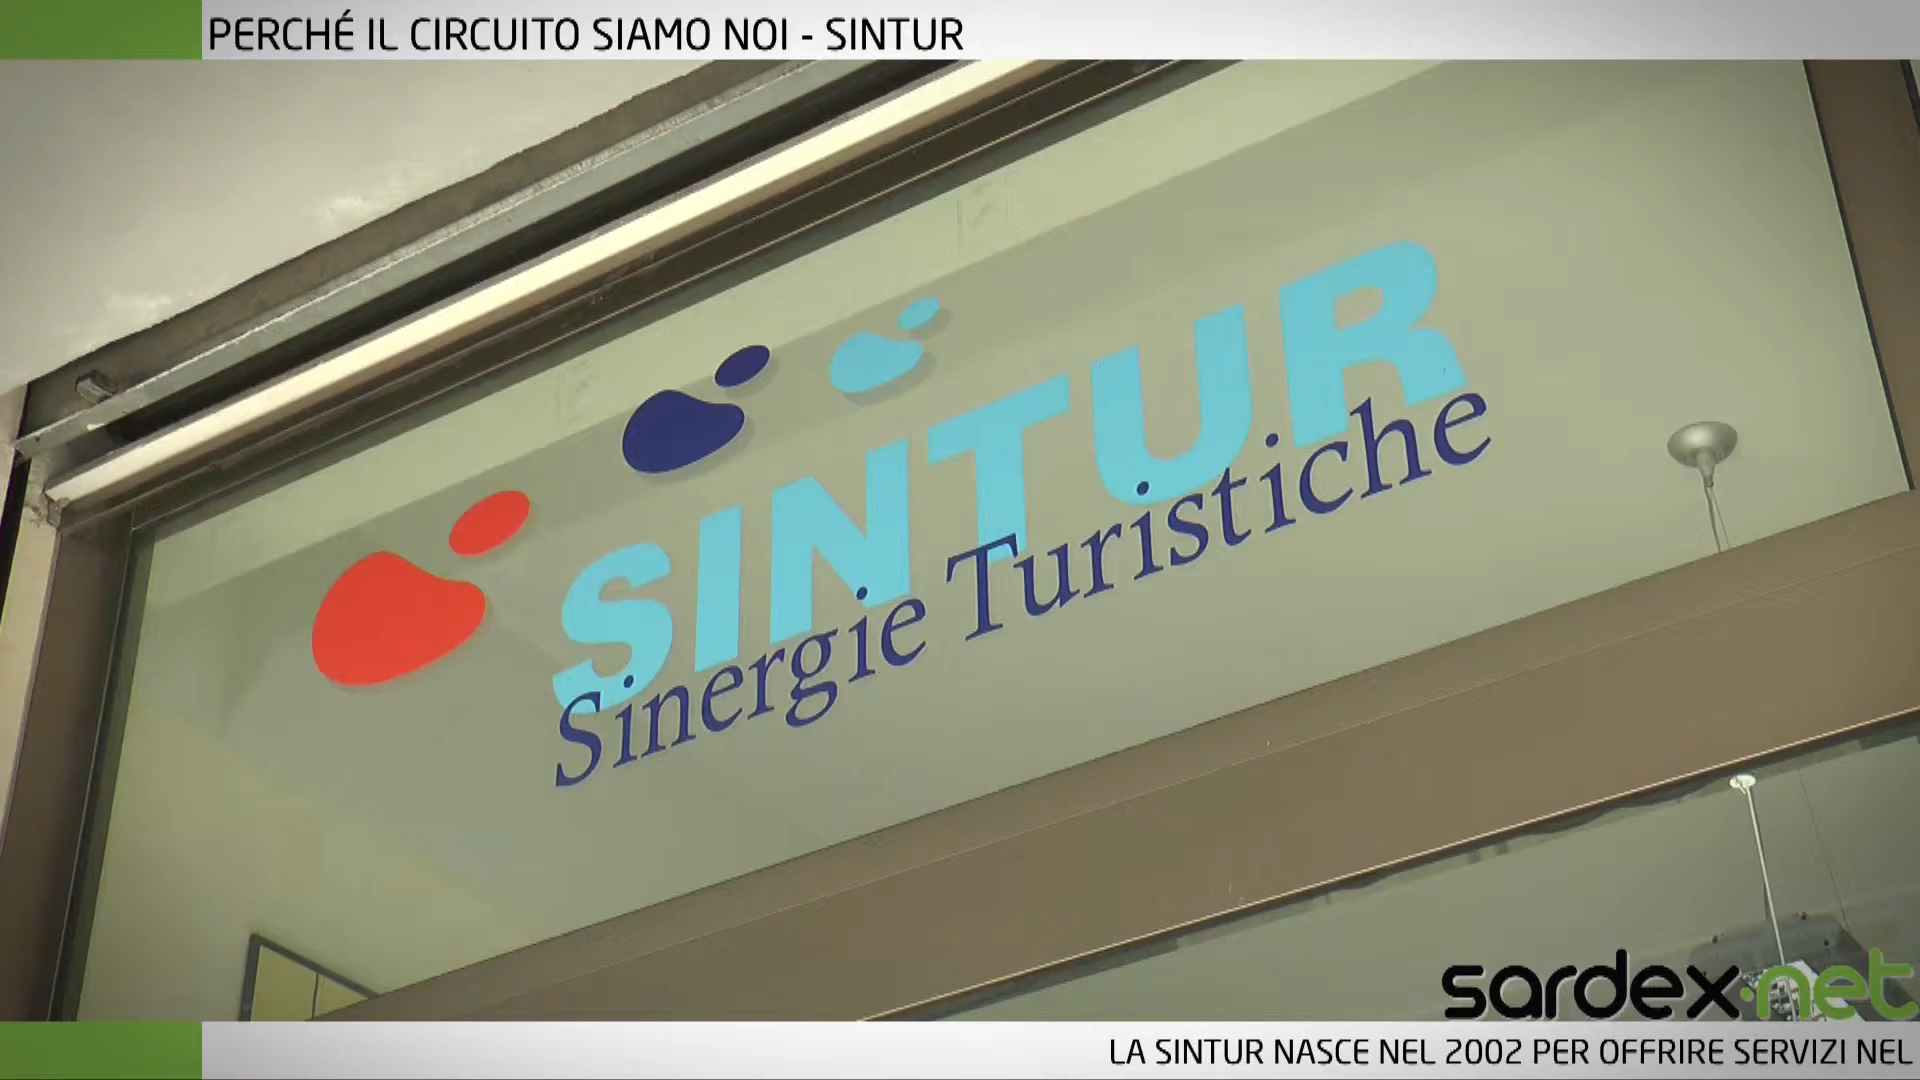 PERCHÉ IL CIRCUITO SIAMO NOI - SINTUR
SINTUR
Sinergie Turistiche
sardex.net
LA SINTUR NASCE NEL 2002 PER OFFRIRE SERVIZI NEL